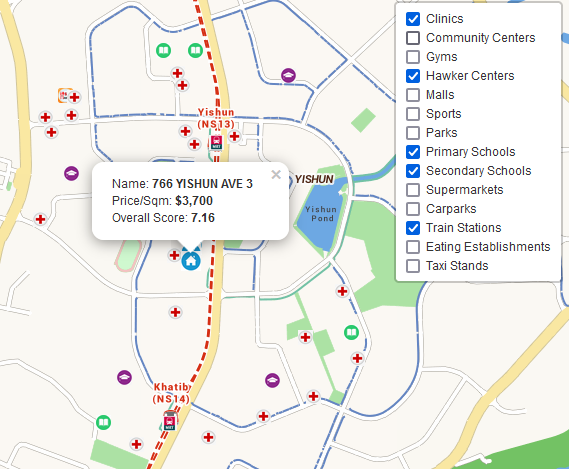 Clinics
Community Centers
Gyms
Hawker Centers
Malls
Sports
Parks
Primary Schools
Secondary Schools
Supermarkets
Carparks
Train Stations
Eating Establishments
Taxi Stands
Yishun
(NS13)
YISHUN
Name: 766 YISHUN AVE 3
Price/Sqm: $3,700
Overall Score: 7.16
Yishun
Pond
Khatib
(NS14)